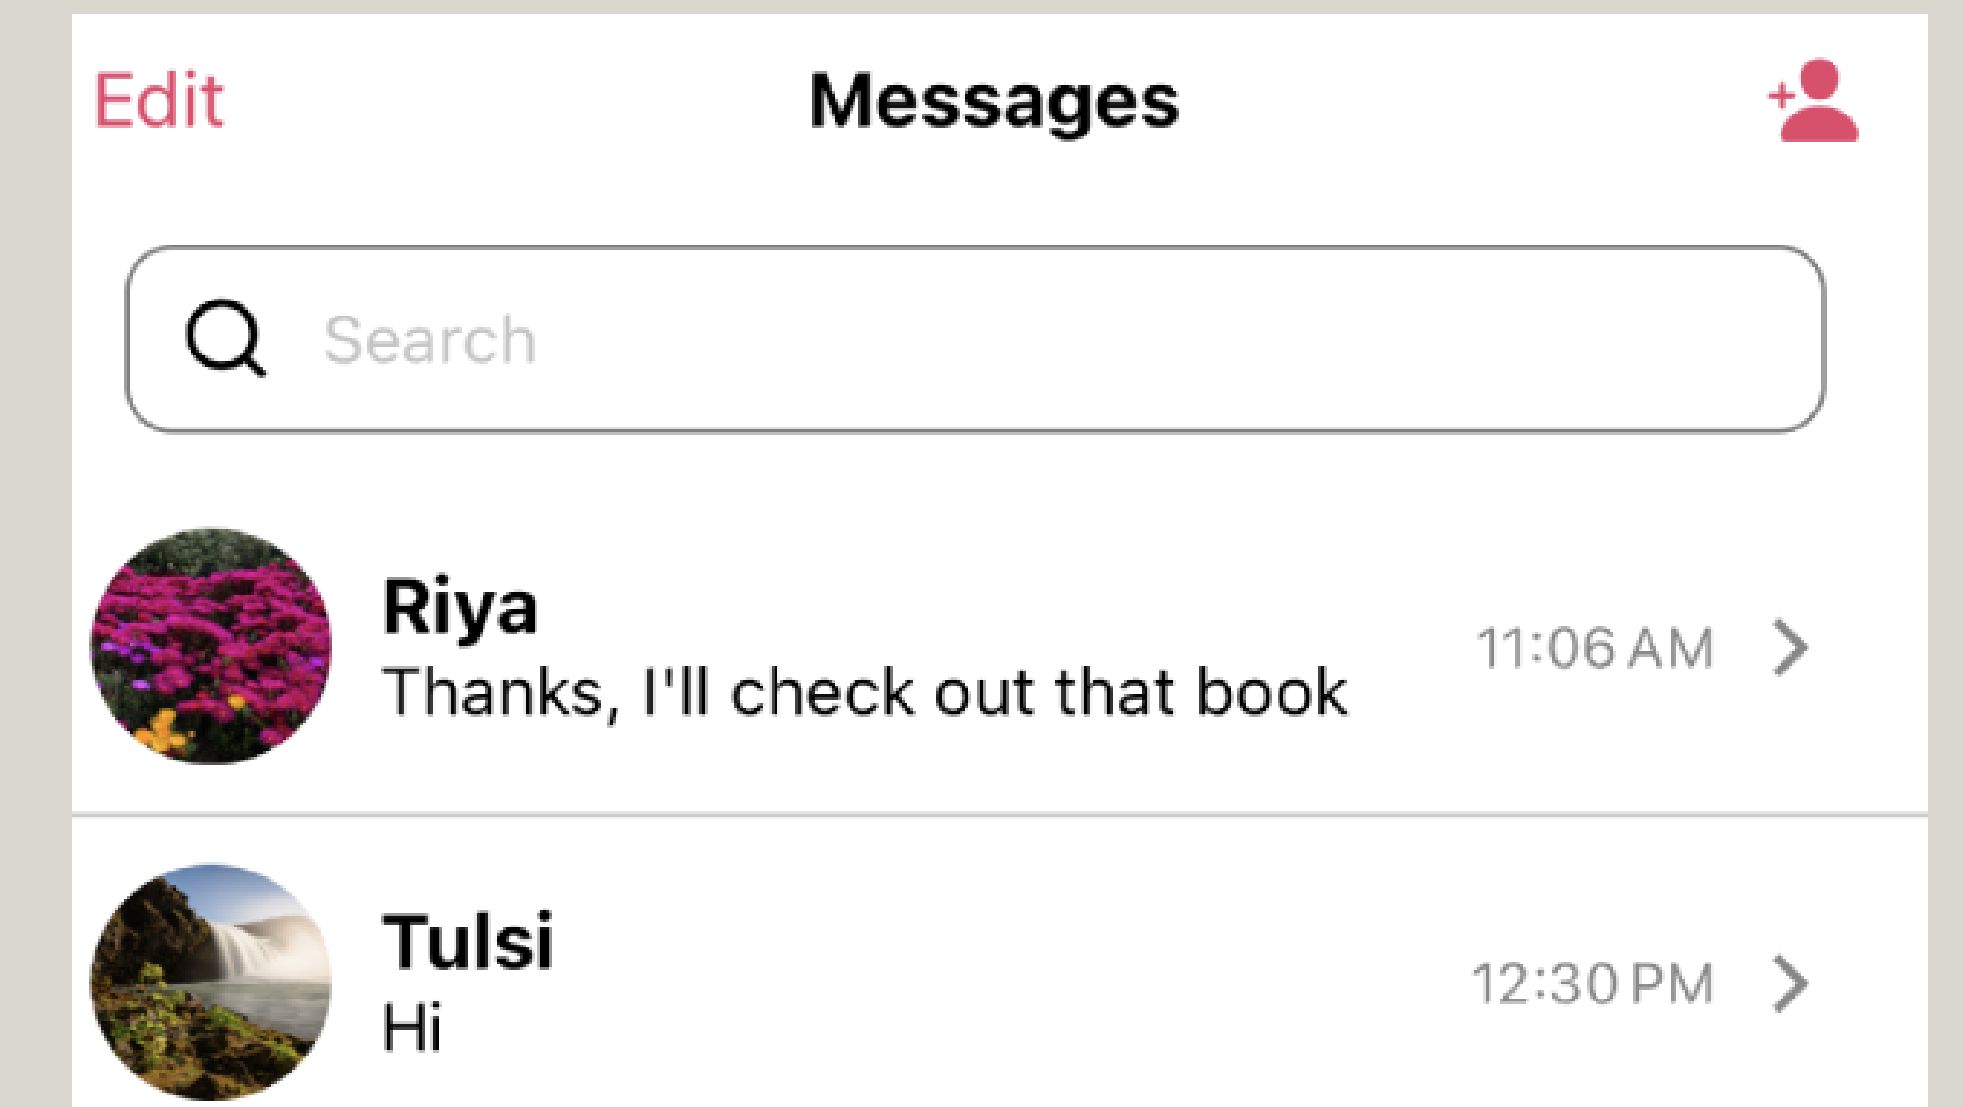 Edit
Messages
Search
Riya
Thanks, I'll check out that book
11:06 AM
Tulsi
Hi
12:30 PM